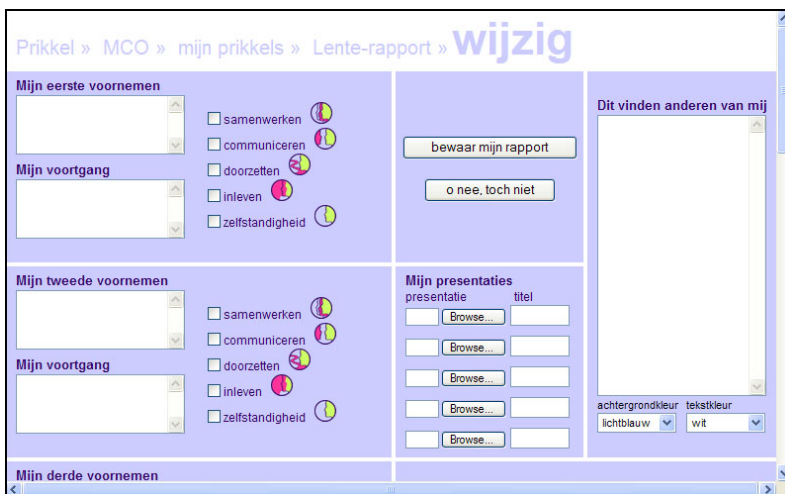 Prikkel » MCO » mijn prikkels » Lente-rapport » wijzig
Mijn eerste voornemen
samenwerken
communiceren
doorzetten
Mijn voortgang
inleven
zelfstandigheid
bewaar mijn rapport
o nee, toch niet
Dit vinden anderen van mij
Mijn tweede voornemen
samenwerken
communiceren
doorzetten
Mijn voortgang
inleven
zelfstandigheid
Mijn presentaties
presentatie titel
Browse...
Browse...
Browse...
Browse...
Browse...
achtergrondkleur tekstkleur
lichtblauw wit
Mijn derde voornemen